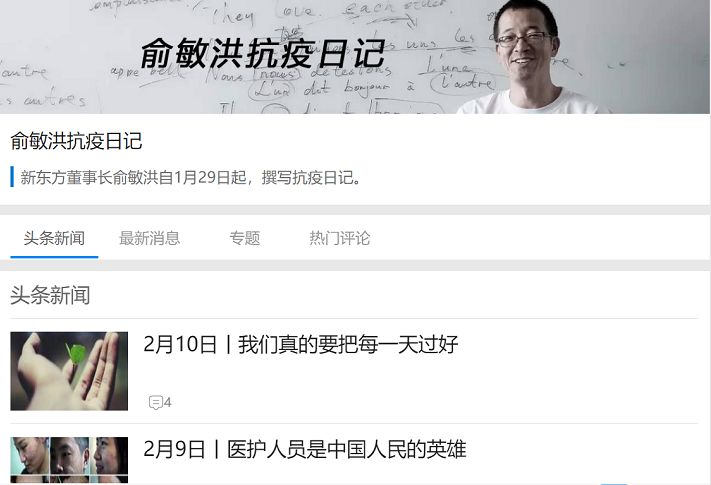 They love each other.
俞敏洪抗疫日记
俞敏洪抗疫日记
新东方董事长俞敏洪自1月29日起，撰写抗疫日记。
头条新闻 最新消息 专题 热门评论
头条新闻
2月10日丨我们真的要把每一天过好
4
2月9日丨医护人员是中国人民的英雄